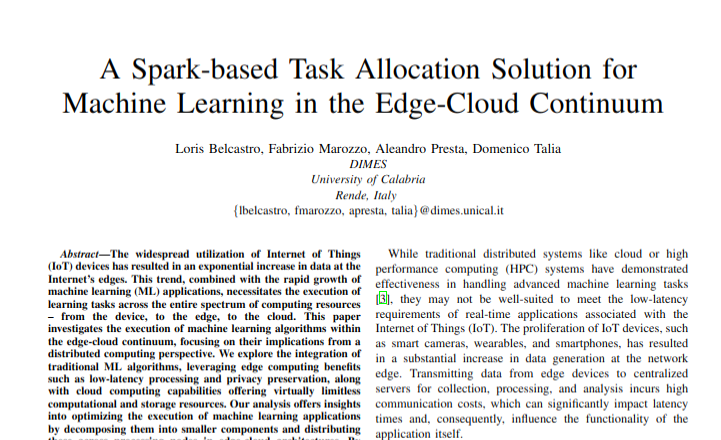 A Spark-based Task Allocation Solution for
Machine Learning in the Edge-Cloud Continuum
Loris Belcastro, Fabrizio Marozzo, Aleandro Presta, Domenico Talia
DIMES
University of Calabria
Rende, Italy
{lbelcastro, fmarozzo, apresta, talia}@dimes.unical.it
Abstract—The widespread utilization of Internet of Things
(IoT) devices has resulted in an exponential increase in data at the
Internet's edges. This trend, combined with the rapid growth of
machine learning (ML) applications, necessitates the execution of
learning tasks across the entire spectrum of computing resources
– from the device, to the edge, to the cloud. This paper
investigates the execution of machine learning algorithms within
the edge-cloud continuum, focusing on their implications from a
distributed computing perspective. We explore the integration of
traditional ML algorithms, leveraging edge computing benefits
such as low-latency processing and privacy preservation, along
with cloud computing capabilities offering virtually limitless
computational and storage resources. Our analysis offers insights
into optimizing the execution of machine learning applications
by decomposing them into smaller components and distributing
While traditional distributed systems like cloud or high
performance computing (HPC) systems have demonstrated
effectiveness in handling advanced machine learning tasks
[3], they may not be well-suited to meet the low-latency
requirements of real-time applications associated with the
Internet of Things (IoT). The proliferation of IoT devices, such
as smart cameras, wearables, and smartphones, has resulted
in a substantial increase in data generation at the network
edge. Transmitting data from edge devices to centralized
servers for collection, processing, and analysis incurs high
communication costs, which can significantly impact latency
times and, consequently, influence the functionality of the
application itself.